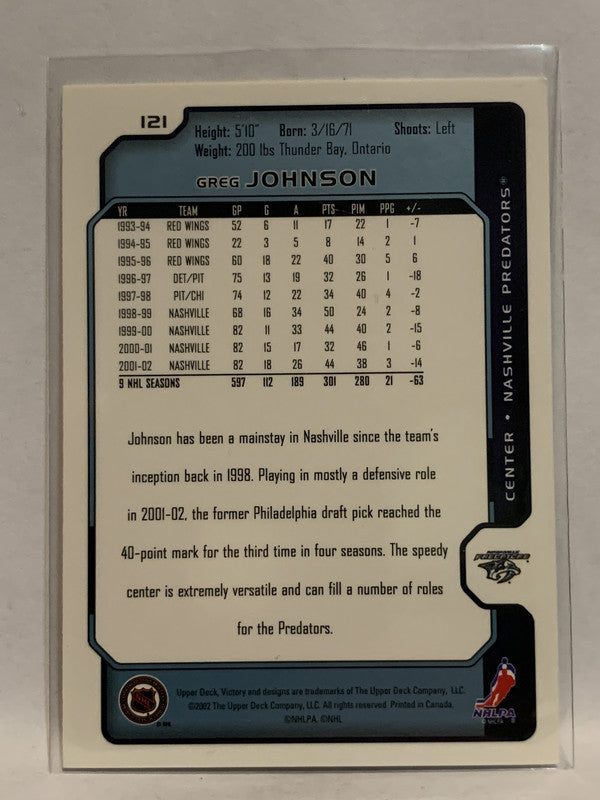 121
Height: 5'10" Born: 3/16/71 Shoots: Left
Weight: 200 lbs Thunder Bay, Ontario
GREG JOHNSON
YR TEAM GP G A PTS PIM PPG +/-
1993-94 RED WINGS 52 6 11 17 22 1 -7
1994-95 RED WINGS 22 3 5 8 14 2 1
1995-96 RED WINGS 60 18 22 40 30 5 6
1996-97 DET/PIT 75 13 19 32 26 1 -18
1997-98 PIT/CHI 74 12 22 34 40 4 -2
1998-99 NASHVILLE 68 16 34 50 24 2 -8
1999-00 NASHVILLE 82 11 33 44 40 2 -15
2000-01 NASHVILLE 82 15 17 32 46 1 -6
2001-02 NASHVILLE 82 18 26 44 38 3 -14
9 NHL SEASONS 597 112 189 301 280 21 -63
Johnson has been a mainstay in Nashville since the team's
inception back in 1998. Playing in mostly a defensive role
in 2001-02, the former Philadelphia draft pick reached the
40-point mark for the third time in four seasons. The speedy
center is extremely versatile and can fill a number of roles
for the Predators.
CENTER • NASHVILLE PREDATORS®
PREDATORS
Upper Deck, Victory and designs are trademarks of The Upper Deck Company, LLC.
©2002 The Upper Deck Company, LLC. All rights reserved. Printed in Canada.
©NHLPA, ©NHL
NHL
NHLPA